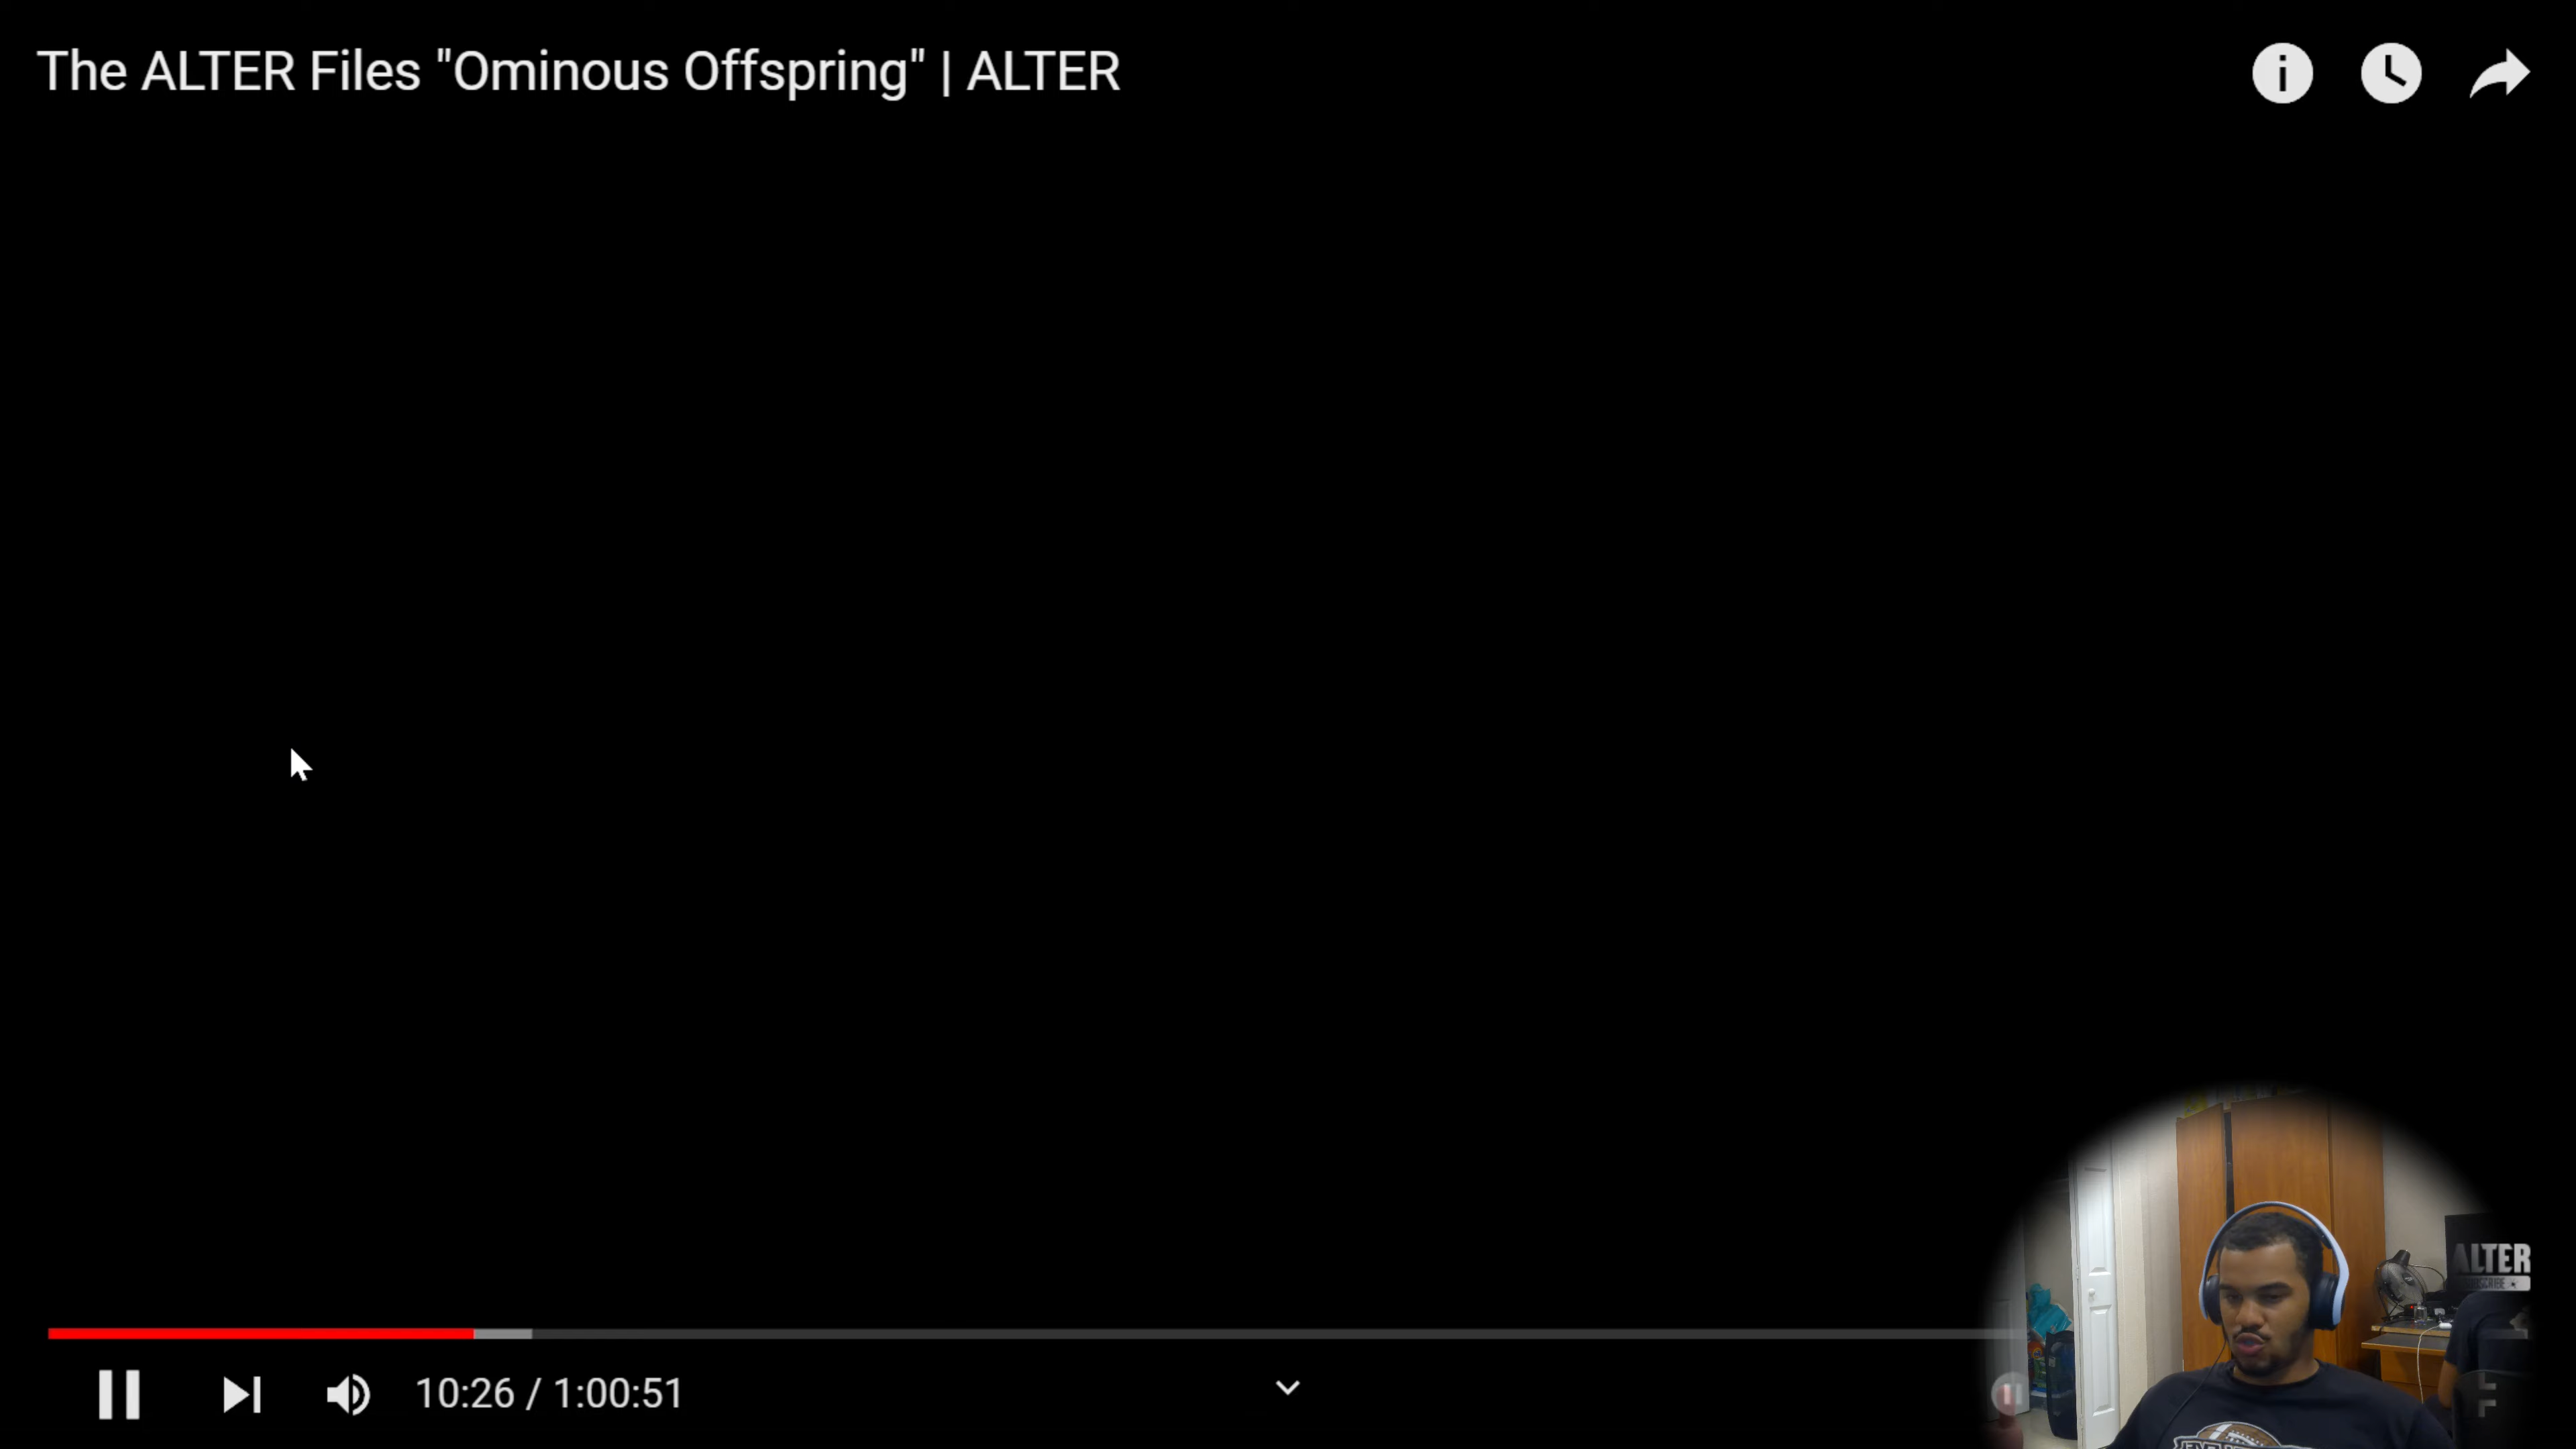 The ALTER Files "Ominous Offspring" | ALTER
ALTER
10:26 / 1:00:51